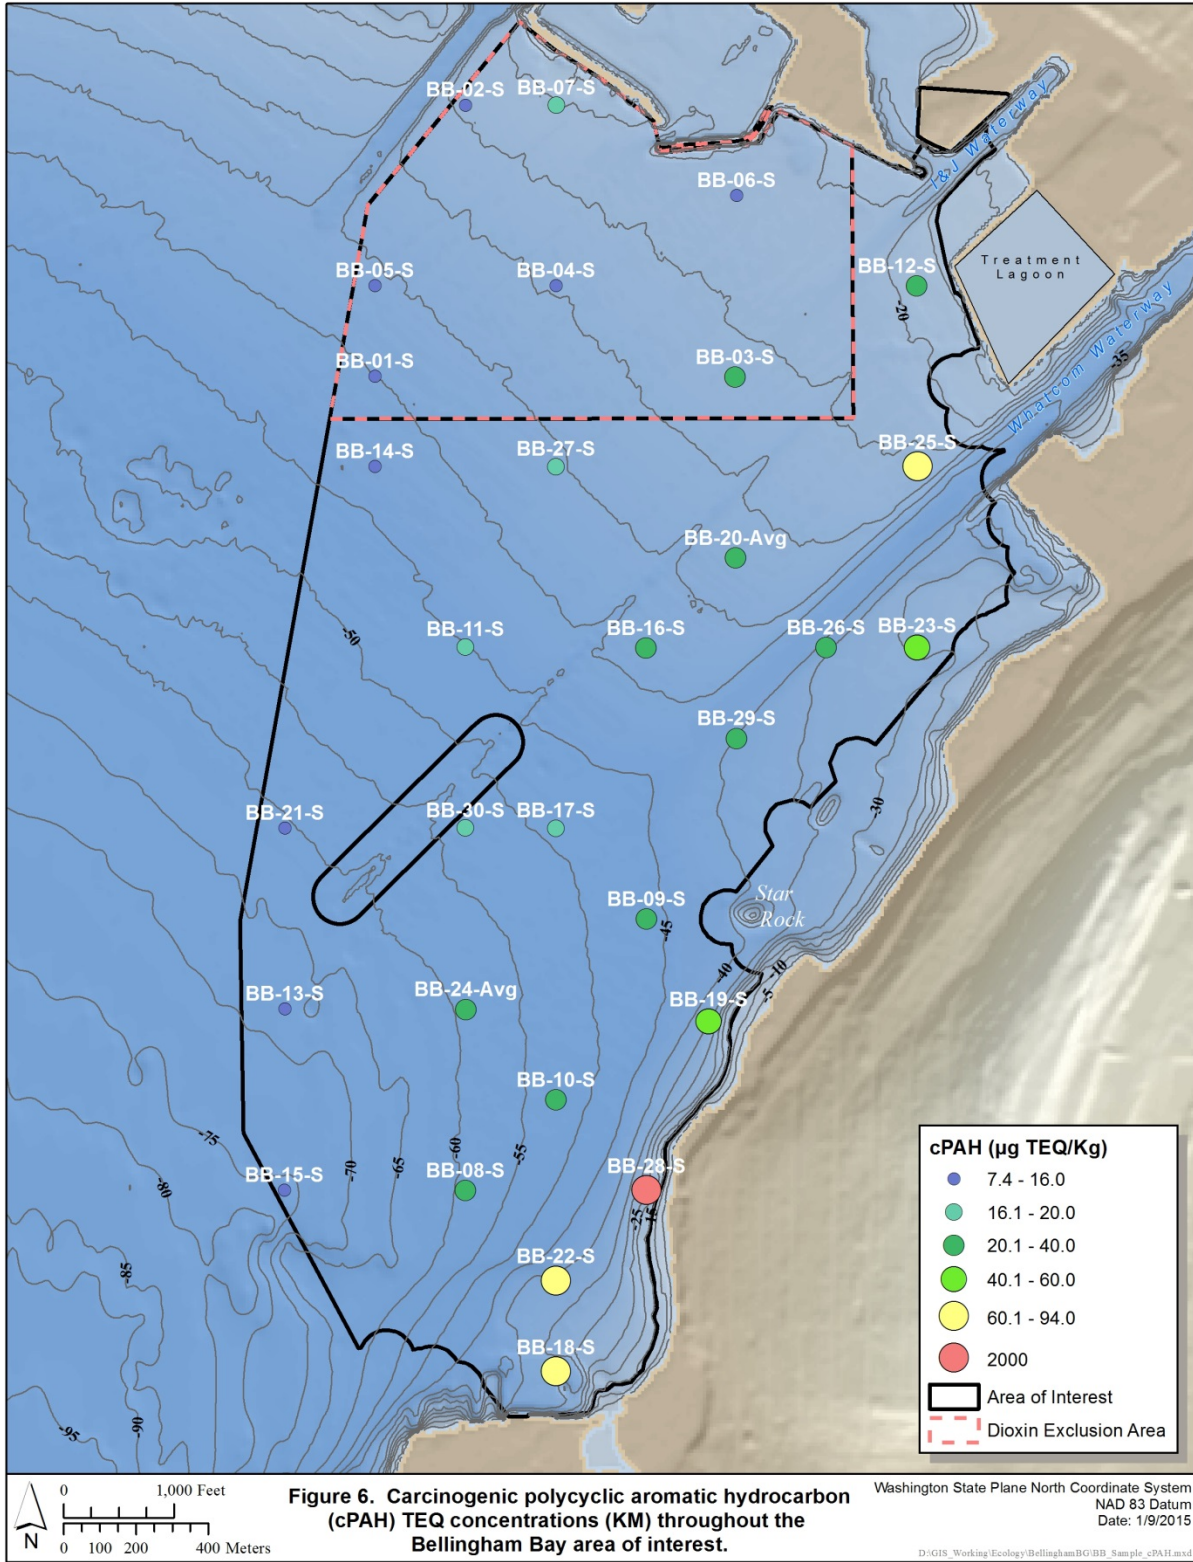 BB-02-S BB-07-S
I&J Waterway
BB-06-S
BB-05-S BB-04-S BB-12-S
Treatment
Lagoon
-20
Whatcom Waterway
-35
BB-01-S BB-03-S
BB-14-S BB-27-S BB-25-S
BB-20-Avg
-50
BB-11-S BB-16-S BB-26-S BB-23-S
BB-29-S
-30
BB-21-S BB-30-S BB-17-S
BB-09-S
Star
Rock
-45
-40 -10
-5
BB-13-S BB-24-Avg BB-19-S
BB-10-S
-75 -60 -55
-80 -70 -65
BB-15-S BB-08-S BB-28-S
-25 -15
BB-22-S
-85
BB-18-S
-95 -90
cPAH (µg TEQ/Kg)
7.4 - 16.0
16.1 - 20.0
20.1 - 40.0
40.1 - 60.0
60.1 - 94.0
2000
Area of Interest
Dioxin Exclusion Area
N
0 1,000 Feet
0 100 200 400 Meters
Figure 6. Carcinogenic polycyclic aromatic hydrocarbon
(cPAH) TEQ concentrations (KM) throughout the
Bellingham Bay area of interest.
Washington State Plane North Coordinate System
NAD 83 Datum
Date: 1/9/2015
D:\GIS_Working\Ecology\BellinghamBG\BB_Sample_cPAH.mxd